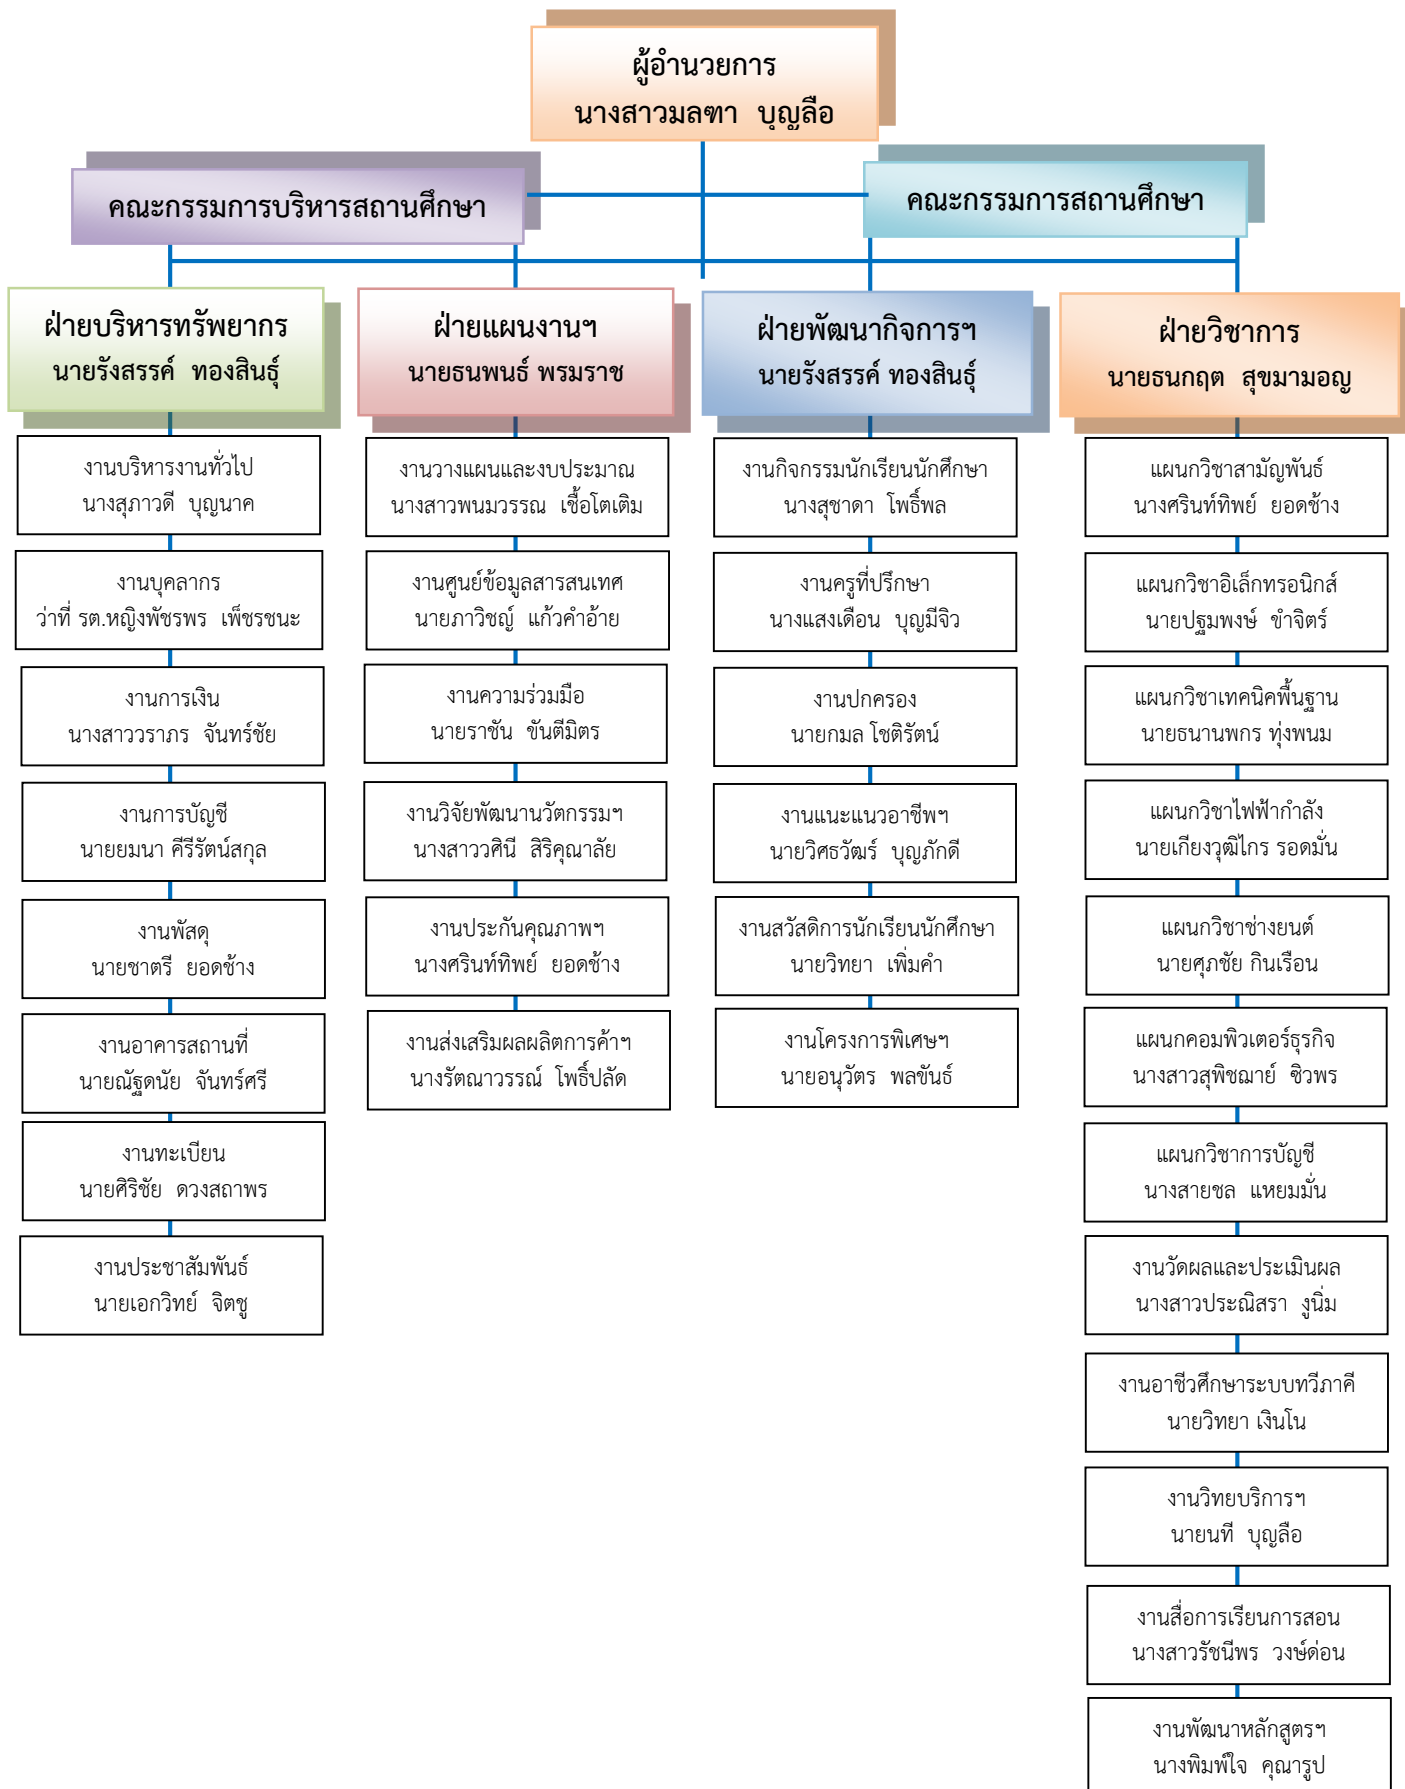 ผู้อำนวยการ
นางสาวมลฑา บุญลือ
คณะกรรมการบริหารสถานศึกษา
คณะกรรมการสถานศึกษา
ฝ่ายบริหารทรัพยากร
นายรังสรรค์ ทองสินธุ์
งานบริหารงานทั่วไป
นางสุภาวดี บุญนาค
งานบุคลากร
ว่าที่ รต.หญิงพัชรพร เพ็ชรชนะ
งานการเงิน
นางสาววราภร จันทร์ชัย
งานการบัญชี
นายยมนา คีรีรัตน์สกุล
งานพัสดุ
นายชาตรี ยอดช้าง
งานอาคารสถานที่
นายณัฐดนัย จันทร์ศรี
งานทะเบียน
นายศิริชัย ดวงสถาพร
งานประชาสัมพันธ์
นายเอกวิทย์ จิตชู
ฝ่ายแผนงานฯ
นายธนพนธ์ พรมราช
งานวางแผนและงบประมาณ
นางสาวพนมวรรณ เชื้อโตเติม
งานศูนย์ข้อมูลสารสนเทศ
นายภาวิชญ์ แก้วคำอ้าย
งานความร่วมมือ
นายราชัน ขันตีมิตร
งานวิจัยพัฒนานวัตกรรมฯ
นางสาววศินี สิริคุณาลัย
งานประกันคุณภาพฯ
นางศรินท์ทิพย์ ยอดช้าง
งานส่งเสริมผลผลิตการค้าฯ
นางรัตณาวรรณ์ โพธิ์ปลัด
ฝ่ายพัฒนากิจการฯ
นายรังสรรค์ ทองสินธุ์
งานกิจกรรมนักเรียนนักศึกษา
นางสุชาดา โพธิ์พล
งานครูที่ปรึกษา
นางแสงเดือน บุญมีจิว
งานปกครอง
นายกมล โชติรัตน์
งานแนะแนวอาชีพฯ
นายวิศธวัฒร์ บุญภักดี
งานสวัสดิการนักเรียนนักศึกษา
นายวิทยา เพิ่มคำ
งานโครงการพิเศษฯ
นายอนุวัตร พลขันธ์
ฝ่ายวิชาการ
นายธนกฤต สุขมามอญ
แผนกวิชาสามัญพันธ์
นางศรินท์ทิพย์ ยอดช้าง
แผนกวิชาอิเล็กทรอนิกส์
นายปฐมพงษ์ ขำจิตร์
แผนกวิชาเทคนิคพื้นฐาน
นายธนานพกร ทุ่งพนม
แผนกวิชาไฟฟ้ากำลัง
นายเกียงวุฒิไกร รอดมั่น
แผนกวิชาช่างยนต์
นายศุภชัย กินเรือน
แผนกคอมพิวเตอร์ธุรกิจ
นางสาวสุพิชฌาย์ ซิวพร
แผนกวิชาการบัญชี
นางสายชล แหยมมั่น
งานวัดผลและประเมินผล
นางสาวประณิสรา งูนิ่ม
งานอาชีวศึกษาระบบทวีภาคี
นายวิทยา เงินโน
งานวิทยบริการฯ
นายนที บุญลือ
งานสื่อการเรียนการสอน
นางสาวรัชนีพร วงษ์ด่อน
งานพัฒนาหลักสูตรฯ
นางพิมพ์ใจ คุณารูป